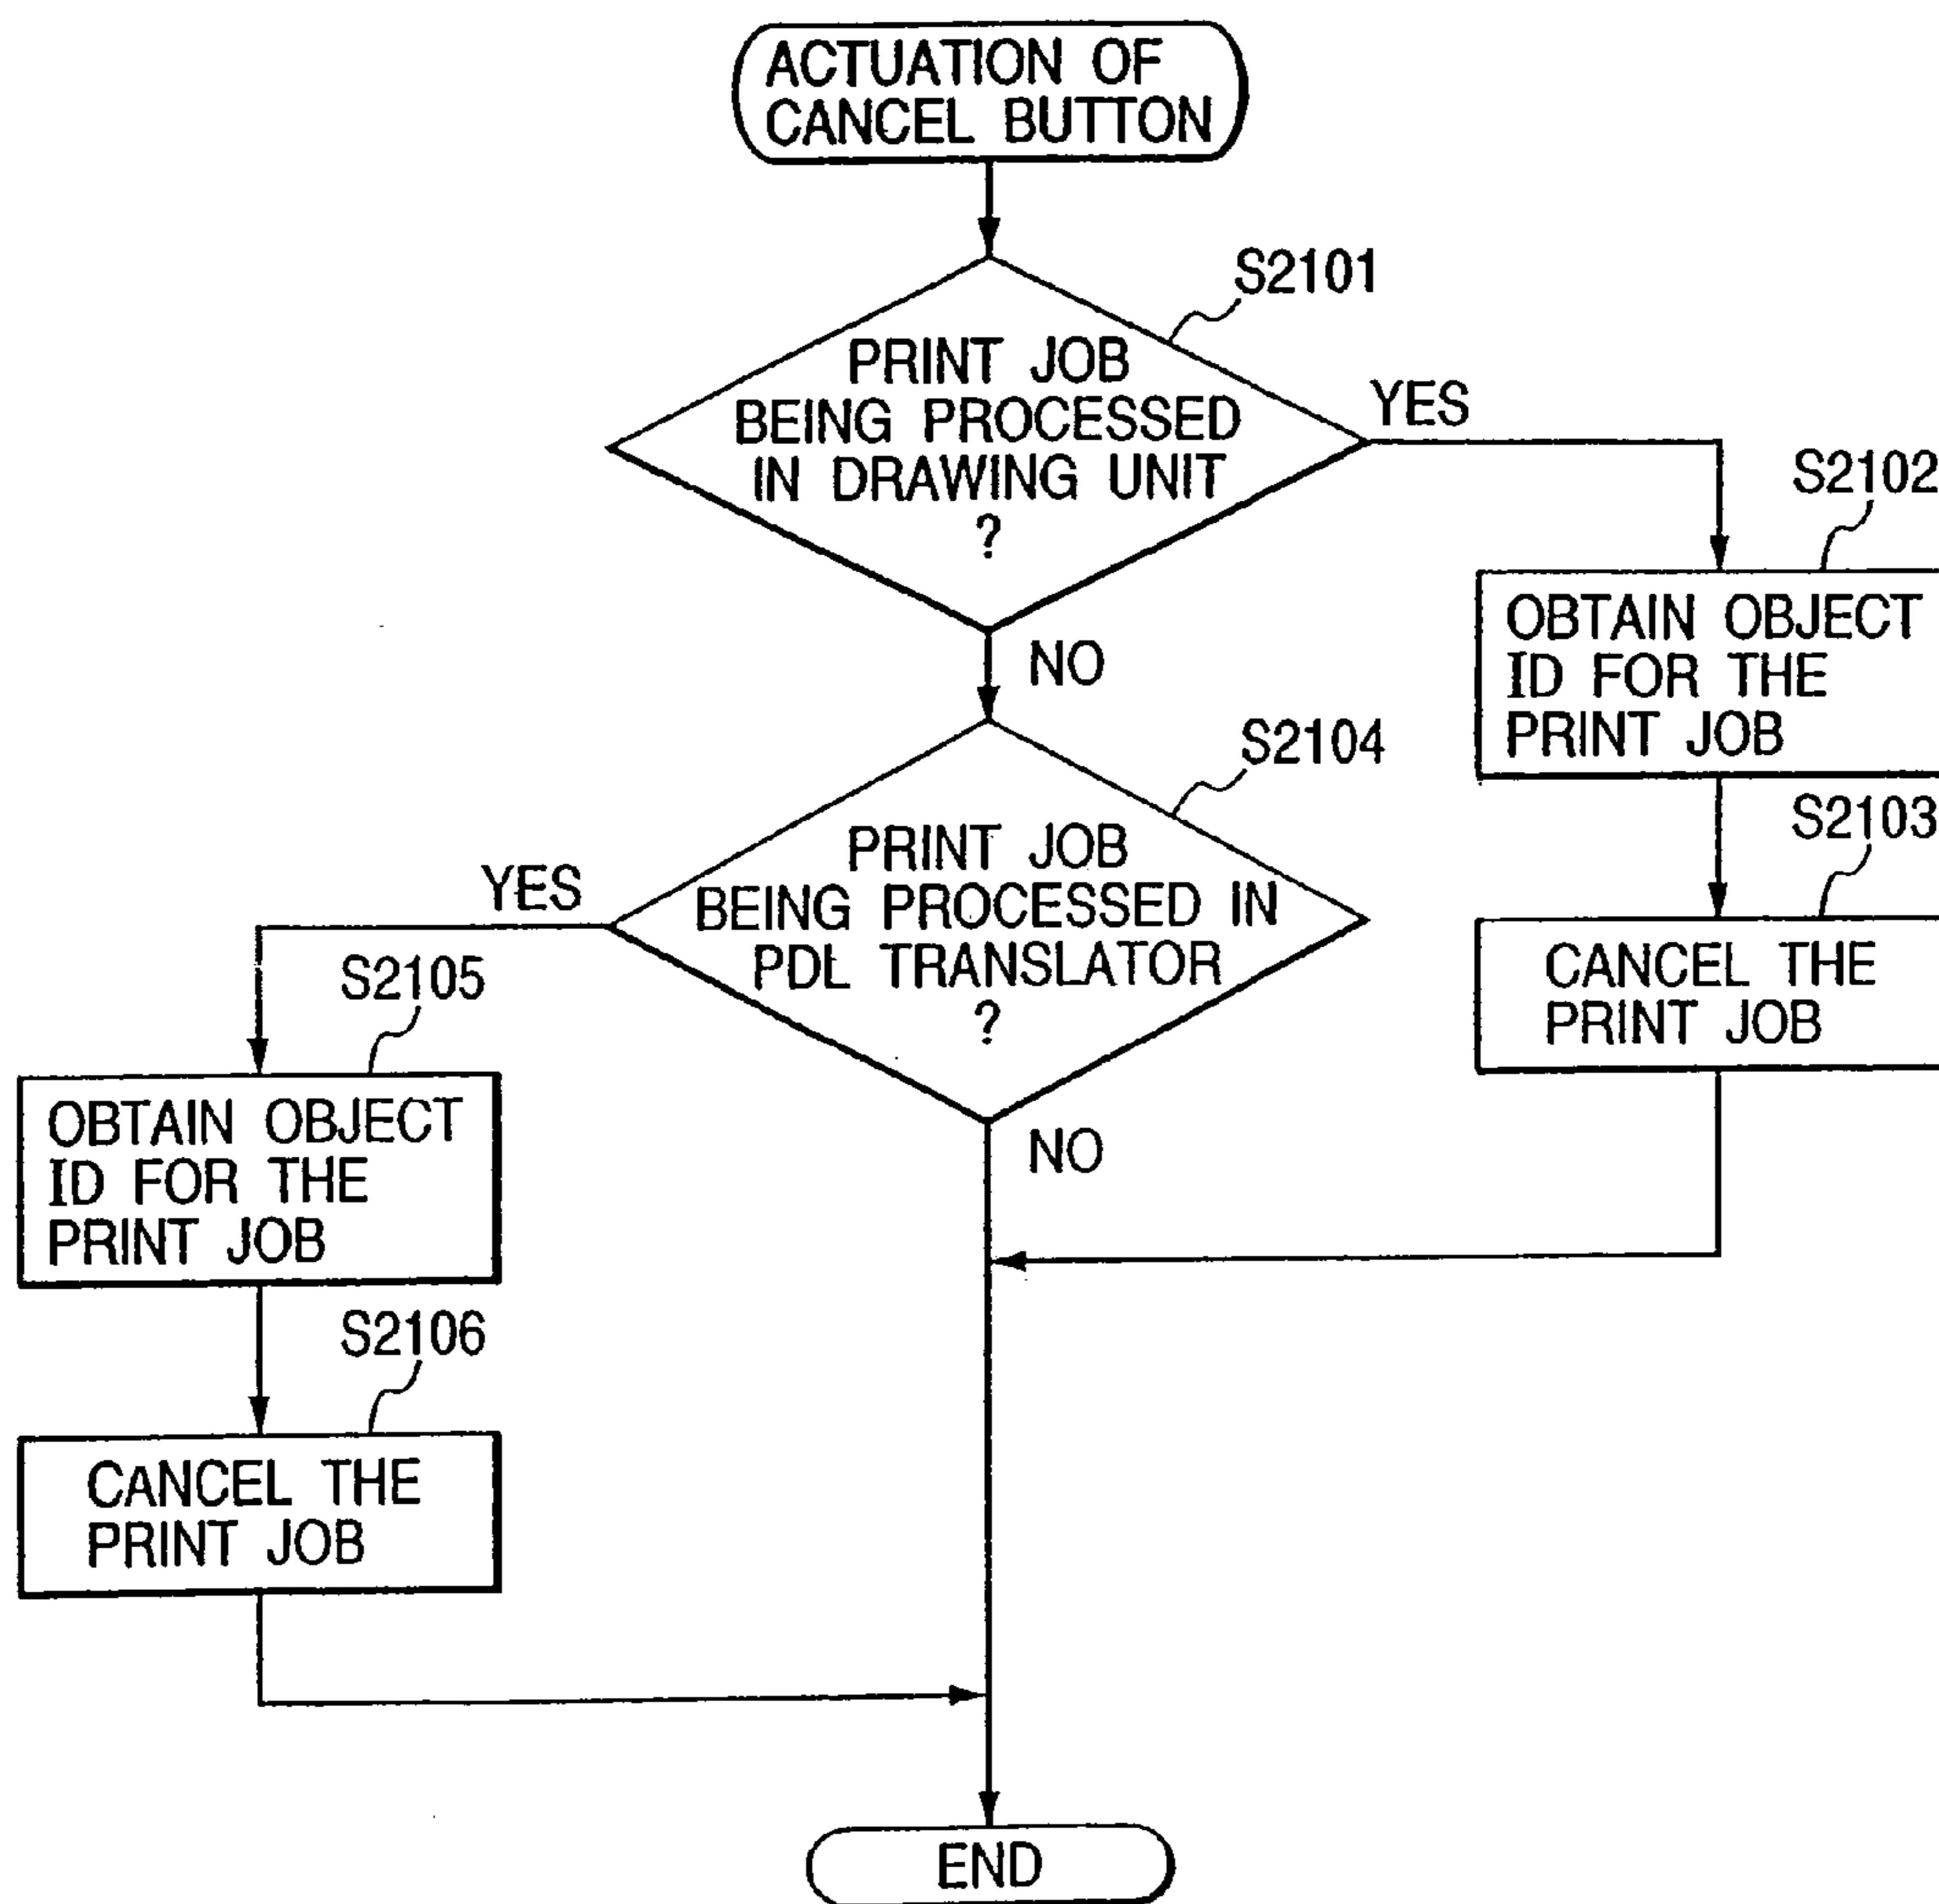 ACTUATION OF
CANCEL BUTTON
S2101
PRINT JOB
BEING PROCESSED
IN DRAWING UNIT
?
YES
S2102
OBTAIN OBJECT
ID FOR THE
PRINT JOB
NO
S2104
S2103
PRINT JOB
BEING PROCESSED IN
PDL TRANSLATOR
?
YES
CANCEL THE
PRINT JOB
S2105
OBTAIN OBJECT
ID FOR THE
PRINT JOB
NO
S2106
CANCEL THE
PRINT JOB
END